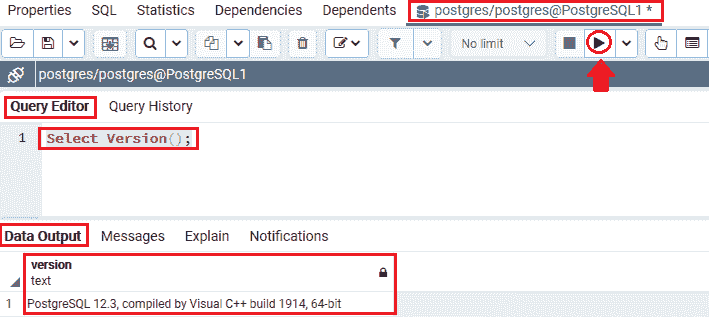 Properties SQL Statistics Dependencies Dependents postgres/postgres@PostgreSQL1 *
No limit
postgres/postgres@PostgreSQL1
Query Editor Query History
1 Select Version();
Data Output Messages Explain Notifications
version
text
1 PostgreSQL 12.3, compiled by Visual C++ build 1914, 64-bit